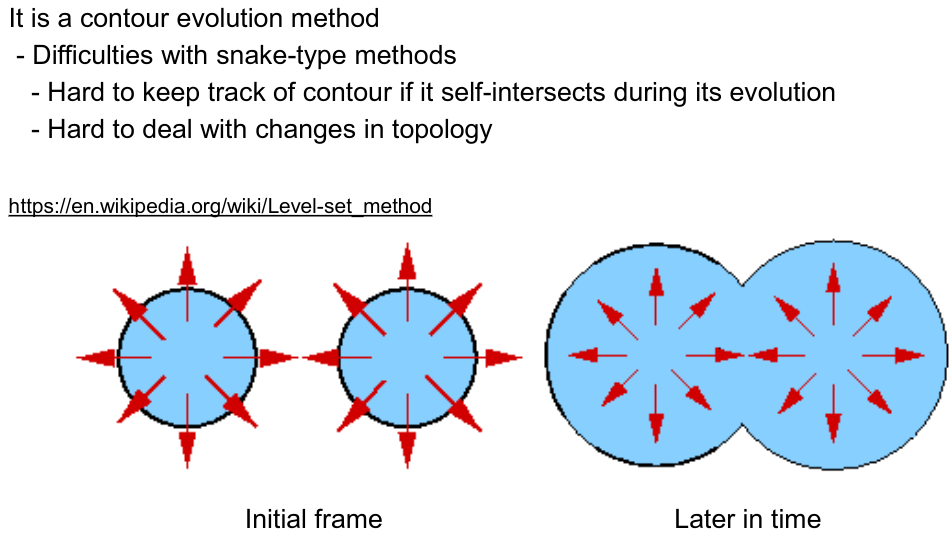 It is a contour evolution method
- Difficulties with snake-type methods
- Hard to keep track of contour if it self-intersects during its evolution
- Hard to deal with changes in topology
https://en.wikipedia.org/wiki/Level-set_method
Initial frame
Later in time